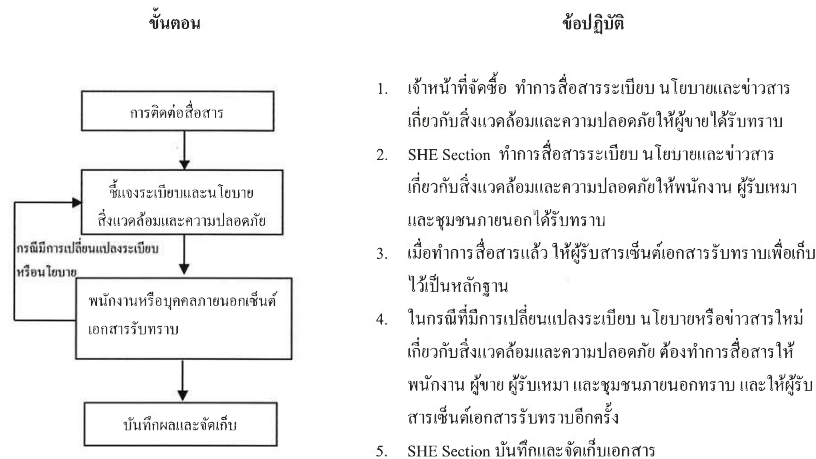 ขั้นตอน
การติดต่อสื่อสาร
ชี้แจงระเบียบและนโยบาย
สิ่งแวดล้อมและความปลอดภัย
กรณีมีการเปลี่ยนแปลงระเบียบ
หรือนโยบาย
พนักงานหรือบุคคลภายนอกเซ็นต์
เอกสารรับทราบ
บันทึกผลและจัดเก็บ
ข้อปฏิบัติ
1. เจ้าหน้าที่จัดซื้อ ทำการสื่อสารระเบียบ นโยบายและข่าวสาร
เกี่ยวกับสิ่งแวดล้อมและความปลอดภัยให้ผู้ขายได้รับทราบ
2. SHE Section ทำการสื่อสารระเบียบ นโยบายและข่าวสาร
เกี่ยวกับสิ่งแวดล้อมและความปลอดภัยให้พนักงาน ผู้รับเหมา
และชุมชนภายนอกได้รับทราบ
3. เมื่อทำการสื่อสารแล้ว ให้ผู้รับสารเซ็นต์เอกสารรับทราบเพื่อเก็บ
ไว้เป็นหลักฐาน
4. ในกรณีที่มีการเปลี่ยนแปลงระเบียบ นโยบายหรือข่าวสารใหม่
เกี่ยวกับสิ่งแวดล้อมและความปลอดภัย ต้องทำการสื่อสารให้
พนักงาน ผู้ขาย ผู้รับเหมา และชุมชนภายนอกทราบ และให้ผู้รับ
สารเซ็นต์เอกสารรับทราบอีกครั้ง
5. SHE Section บันทึกและจัดเก็บเอกสาร